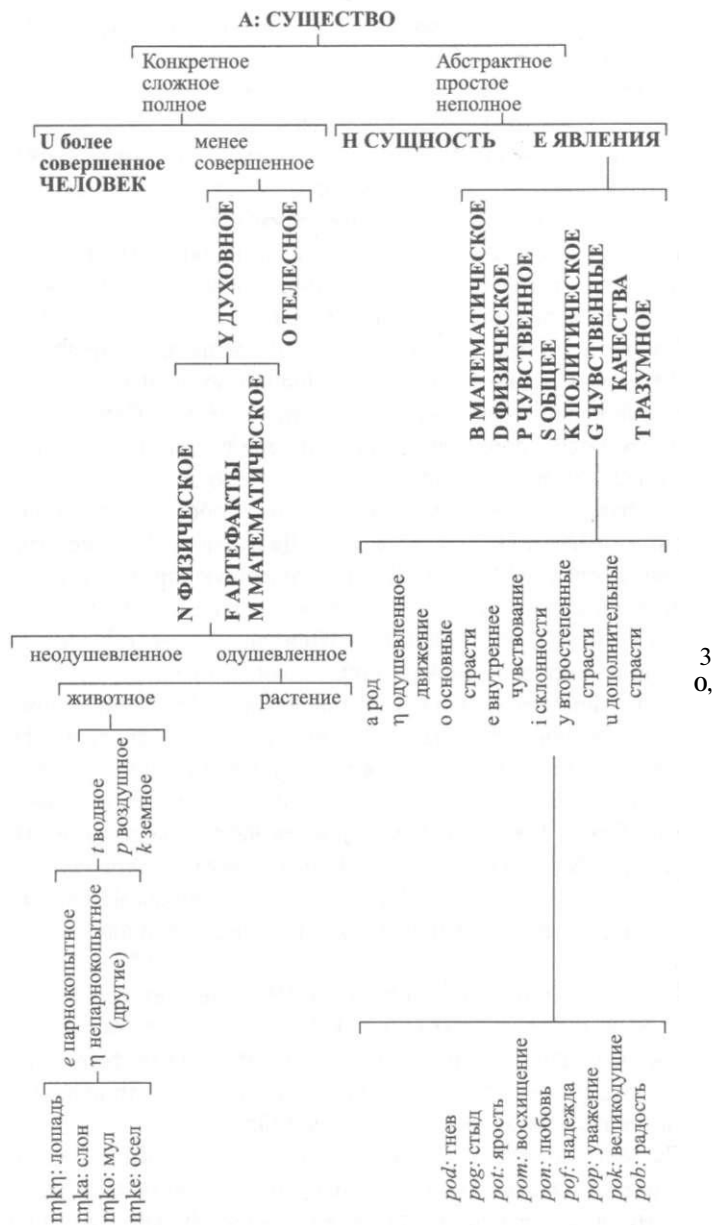 А: СУЩЕСТВО
Конкретное
сложное
полное
Абстрактное
простое
неполное
U более
совершенное
ЧЕЛОВЕК
менее
совершенное
Н СУЩНОСТЬ
Е ЯВЛЕНИЯ
Y ДУХОВНОЕ
О ТЕЛЕСНОЕ
N ФИЗИЧЕСКОЕ
F АРТЕФАКТЫ
М МАТЕМАТИЧЕСКОЕ
В МАТЕМАТИЧЕСКОЕ
D ФИЗИЧЕСКОЕ
Р ЧУВСТВЕННОЕ
S ОБЩЕЕ
К ПОЛИТИЧЕСКОЕ
G ЧУВСТВЕННЫЕ
КАЧЕСТВА
Т РАЗУМНОЕ
неодушевленное
одушевленное
животное
растение
t водное
p воздушное
k земное
e парнокопытное
η непарнокопытное
(другие)
nηkη: лошадь
nηka: слон
nηko: мул
nηke: осел
а род
η одушевленное
движение
о основные
страсти
е внутреннее
чувствование
i склонности
у второстепенные
страсти
u дополнительные
страсти
pod: гнев
pog: стыд
pot: ярость
pom: восхищение
pon: любовь
pof: надежда
pop: уважение
pok: великодушие
pob: радость
3
о,